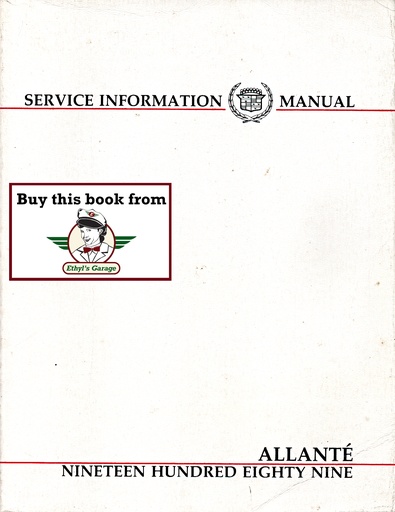 SERVICE INFORMATION MANUAL
Buy this book from
Ethyl's Garage
ALLANTÉ
NINETEEN HUNDRED EIGHTY NINE